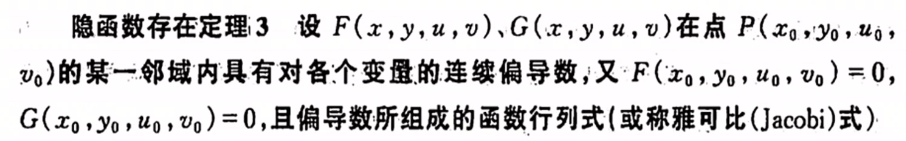 隐函数存在定理3 设 F(x,y,u,v)、G(x,y,u,v)在点 P(x₀,y₀,u₀,
v₀)的某一邻域内具有对各个变量的连续偏导数,又 F(x₀,y₀,u₀,v₀)=0,
G(x₀,y₀,u₀,v₀)=0,且偏导数所组成的函数行列式(或称雅可比(Jacobi)式)